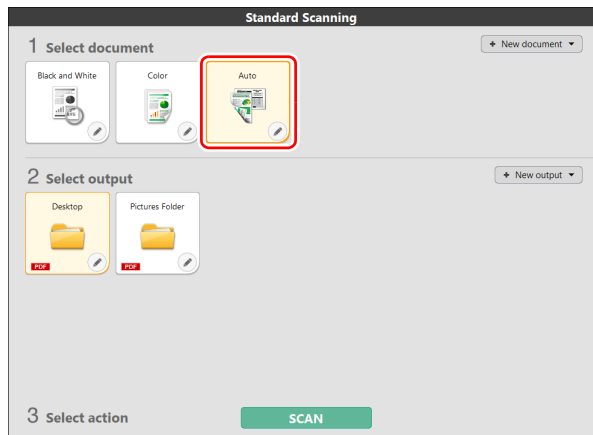 Standard Scanning
1 Select document
+ New document
Black and White
Color
Auto
2 Select output
+ New output
Desktop
Pictures Folder
PDF
PDF
3 Select action
SCAN